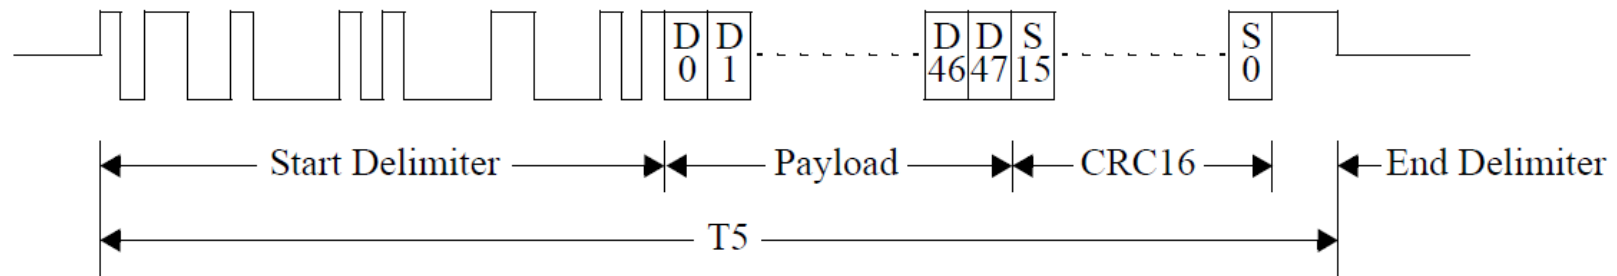 D D D D S S
0 1 46 47 15 0
Start Delimiter Payload CRC16 End Delimiter
T5